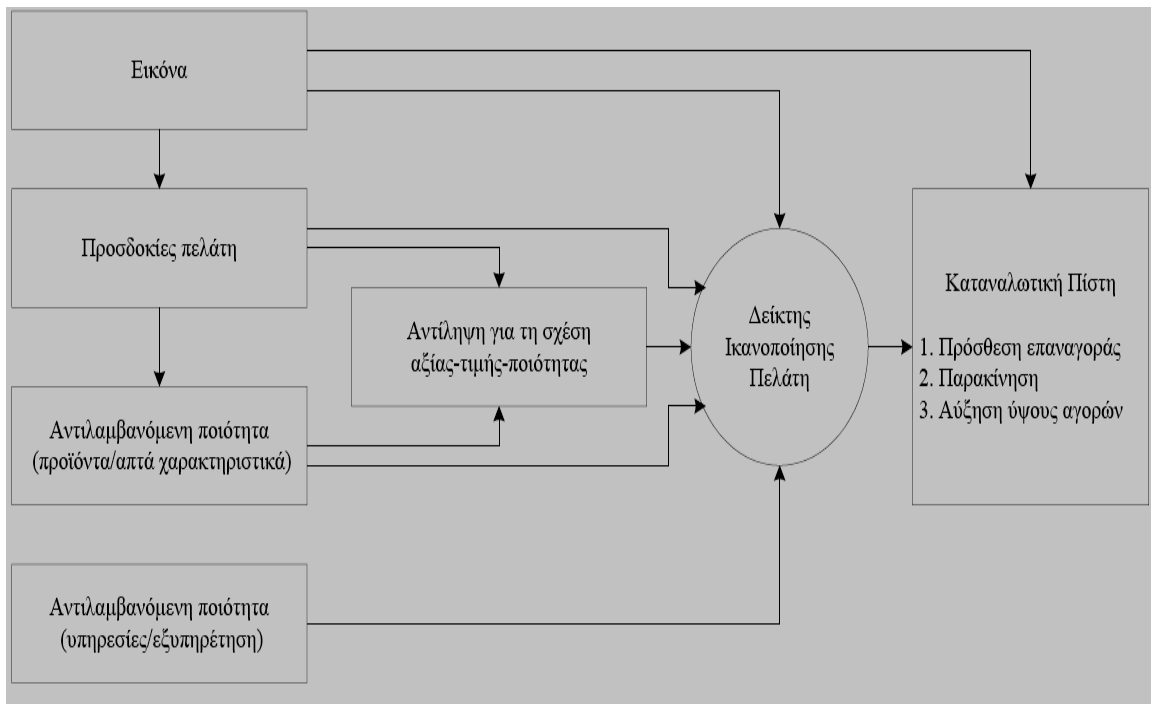 Εικόνα
Προσδοκίες πελάτη
Αντίληψη για τη σχέση
αξίας-τιμής-ποιότητας
Αντιλαμβανόμενη ποιότητα
(προϊόντα/απτά χαρακτηριστικά)
Αντιλαμβανόμενη ποιότητα
(υπηρεσίες/εξυπηρέτηση)
Δείκτης
Ικανοποίησης
Πελάτη
Καταναλωτική Πίστη
1. Πρόσθεση επαναγοράς
2. Παρακίνηση
3. Αύξηση ύψους αγορών